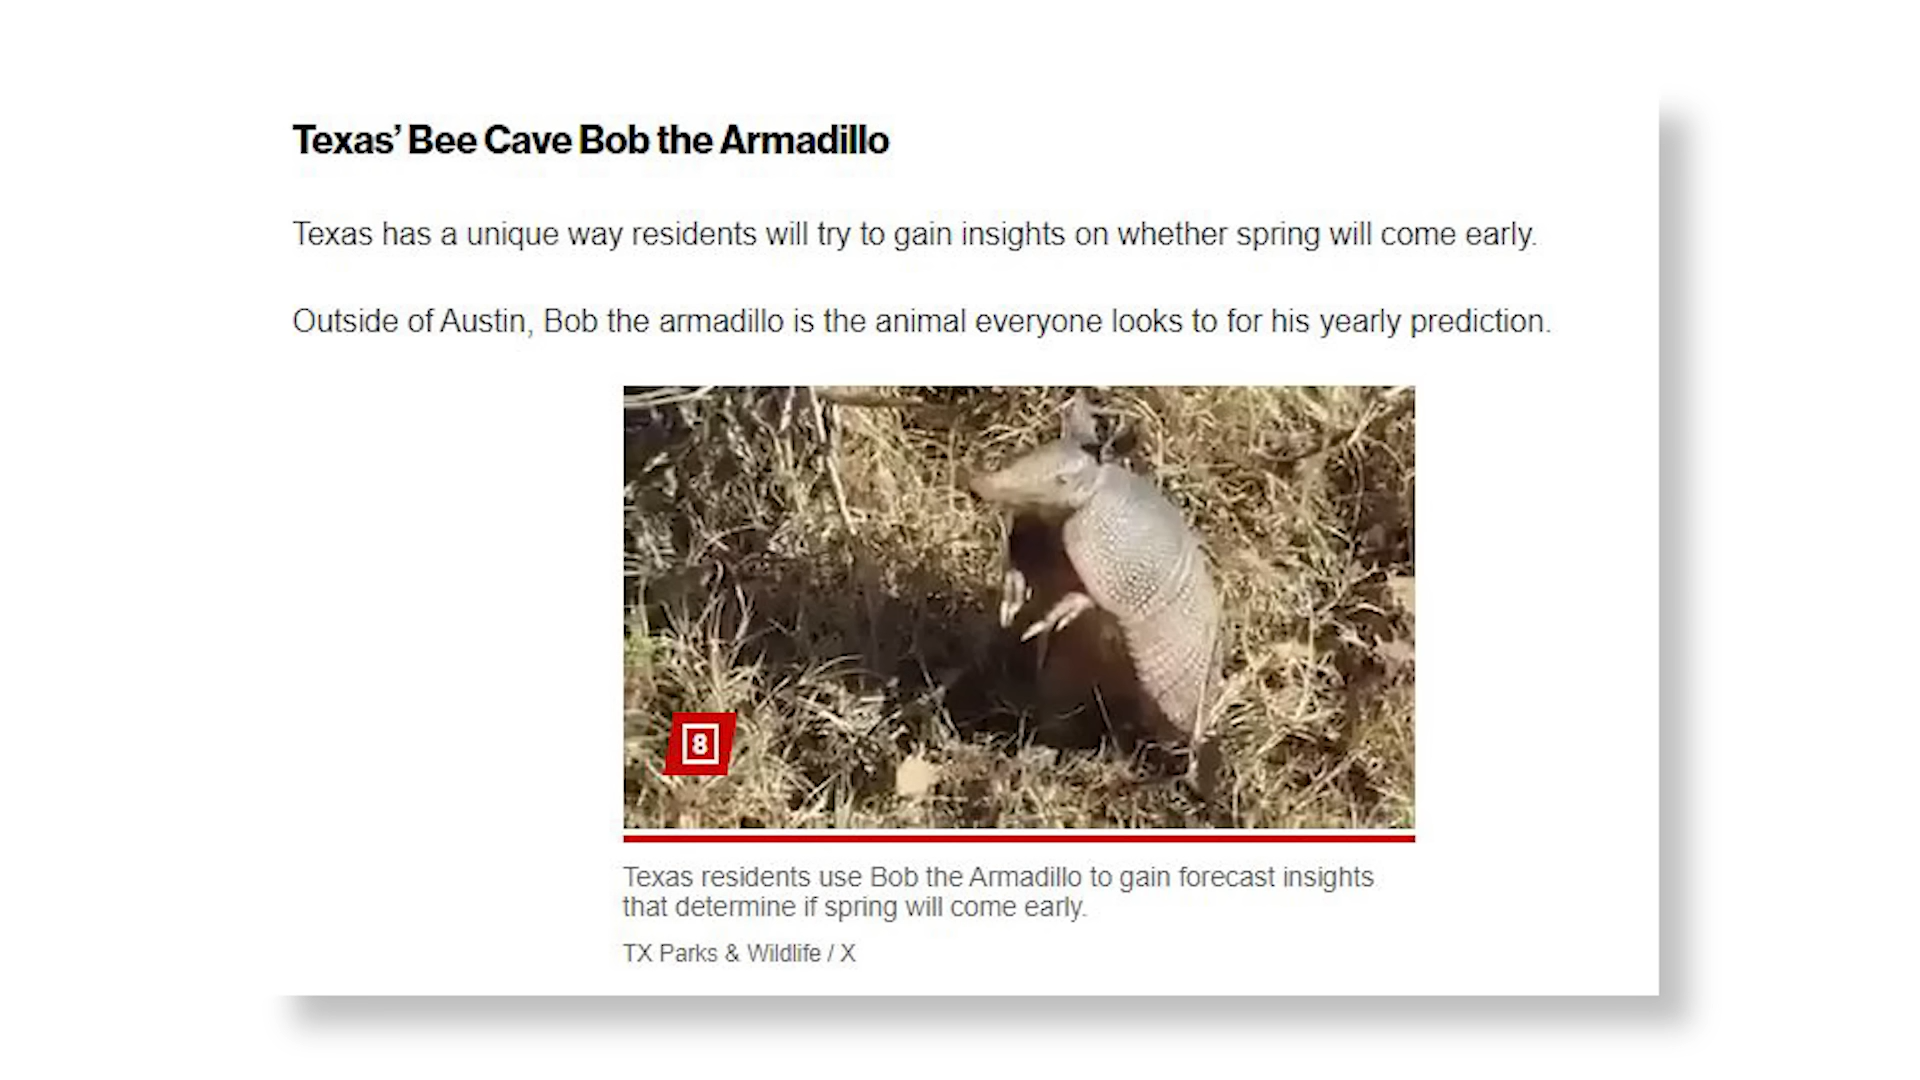 Texas’ Bee Cave Bob the Armadillo
Texas has a unique way residents will try to gain insights on whether spring will come early.
Outside of Austin, Bob the armadillo is the animal everyone looks to for his yearly prediction.
8
Texas residents use Bob the Armadillo to gain forecast insights
that determine if spring will come early.
TX Parks & Wildlife / X